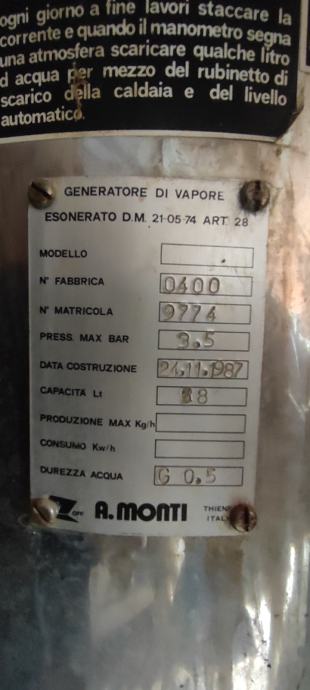 ogni giorno a fine lavori staccare la
corrente e quando il manometro segna
una atmosfera scaricare qualche litro
d acqua per mezzo del rubinetto di
scarico della caldaia e del livello
automatico.
GENERATORE DI VAPORE
ESONERATO D.M. 21-05-74 ART. 28
MODELLO
N° FABBRICA 0400
N° MATRICOLA 9774
PRESS. MAX BAR 3.5
DATA COSTRUZIONE 24.11.1987
CAPACITÀ Lt
PRODUZIONE MAX Kg/h
CONSUMO Kw/h
DUREZZA ACQUA G 0.5
OFF. A.MONTI THIENE
ITALY